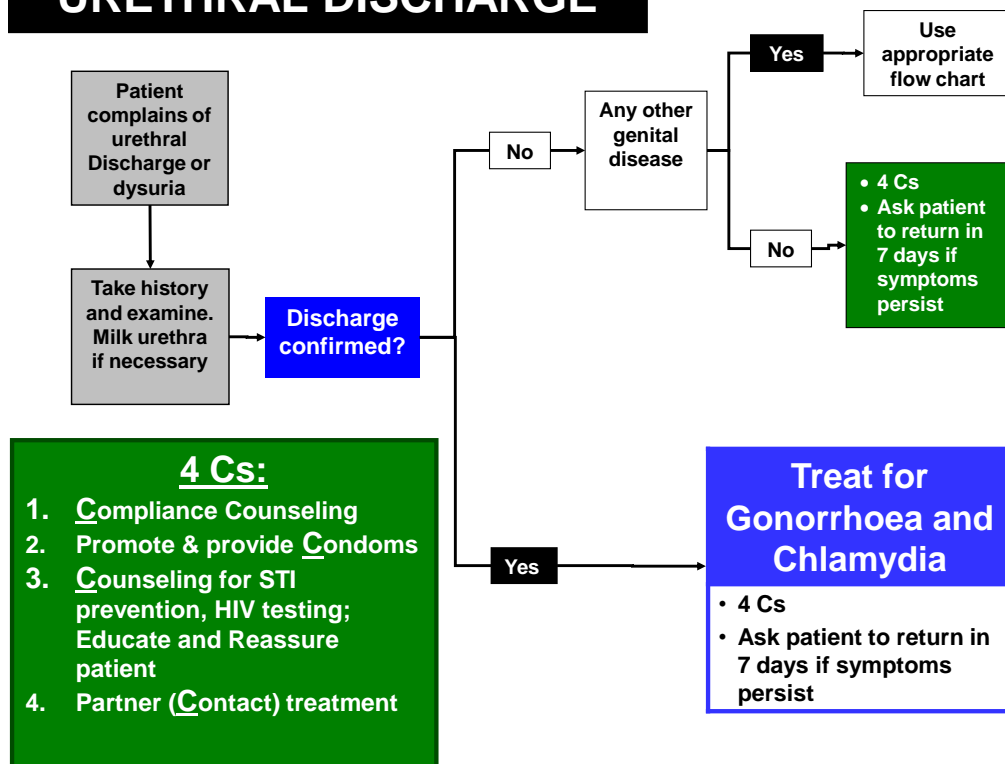 URETHRAL DISCHARGE
Patient
complains of
urethral
Discharge or
dysuria
Take history
and examine.
Milk urethra
if necessary
Discharge
confirmed?
No
Any other
genital
disease
Yes
Use
appropriate
flow chart
No
• 4 Cs
• Ask patient
to return in
7 days if
symptoms
persist
4 Cs:
1. Compliance Counseling
2. Promote & provide Condoms
3. Counseling for STI
prevention, HIV testing;
Educate and Reassure
patient
4. Partner (Contact) treatment
Yes
Treat for
Gonorrhoea and
Chlamydia
• 4 Cs
• Ask patient to return in
7 days if symptoms
persist